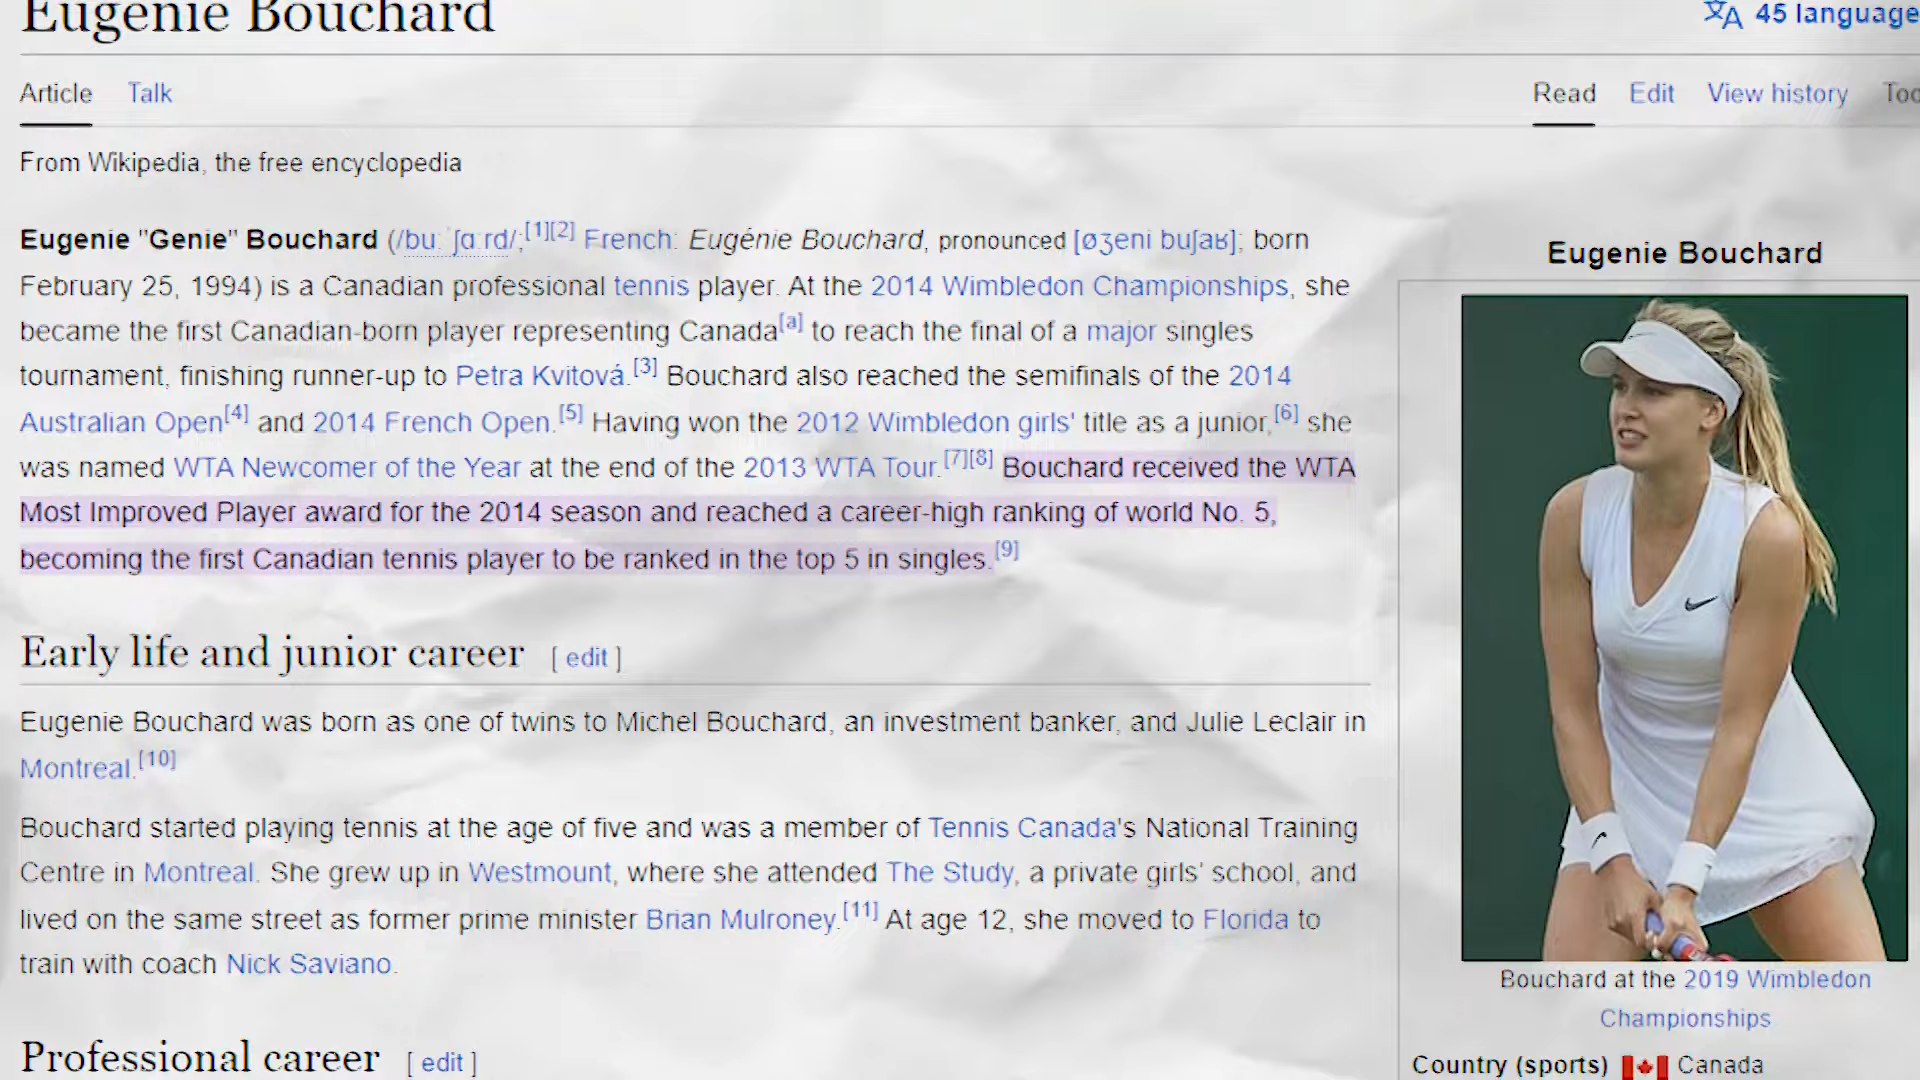 Eugenie Bouchard
45 language
Article Talk
Read Edit View history Too
From Wikipedia, the free encyclopedia
Eugenie "Genie" Bouchard (/buːˈʃɑːrd/;[1][2] French: Eugénie Bouchard, pronounced [øʒeni buʃaʁ]; born
February 25, 1994) is a Canadian professional tennis player. At the 2014 Wimbledon Championships, she
became the first Canadian-born player representing Canada[a] to reach the final of a major singles
tournament, finishing runner-up to Petra Kvitová.[3] Bouchard also reached the semifinals of the 2014
Australian Open[4] and 2014 French Open.[5] Having won the 2012 Wimbledon girls' title as a junior,[6] she
was named WTA Newcomer of the Year at the end of the 2013 WTA Tour.[7][8] Bouchard received the WTA
Most Improved Player award for the 2014 season and reached a career-high ranking of world No. 5,
becoming the first Canadian tennis player to be ranked in the top 5 in singles.[9]
Early life and junior career [ edit ]
Eugenie Bouchard was born as one of twins to Michel Bouchard, an investment banker, and Julie Leclair in
Montreal.[10]
Bouchard started playing tennis at the age of five and was a member of Tennis Canada's National Training
Centre in Montreal. She grew up in Westmount, where she attended The Study, a private girls' school, and
lived on the same street as former prime minister Brian Mulroney.[11] At age 12, she moved to Florida to
train with coach Nick Saviano.
Professional career [ edit ]
Eugenie Bouchard
Bouchard at the 2019 Wimbledon
Championships
Country (sports) Canada